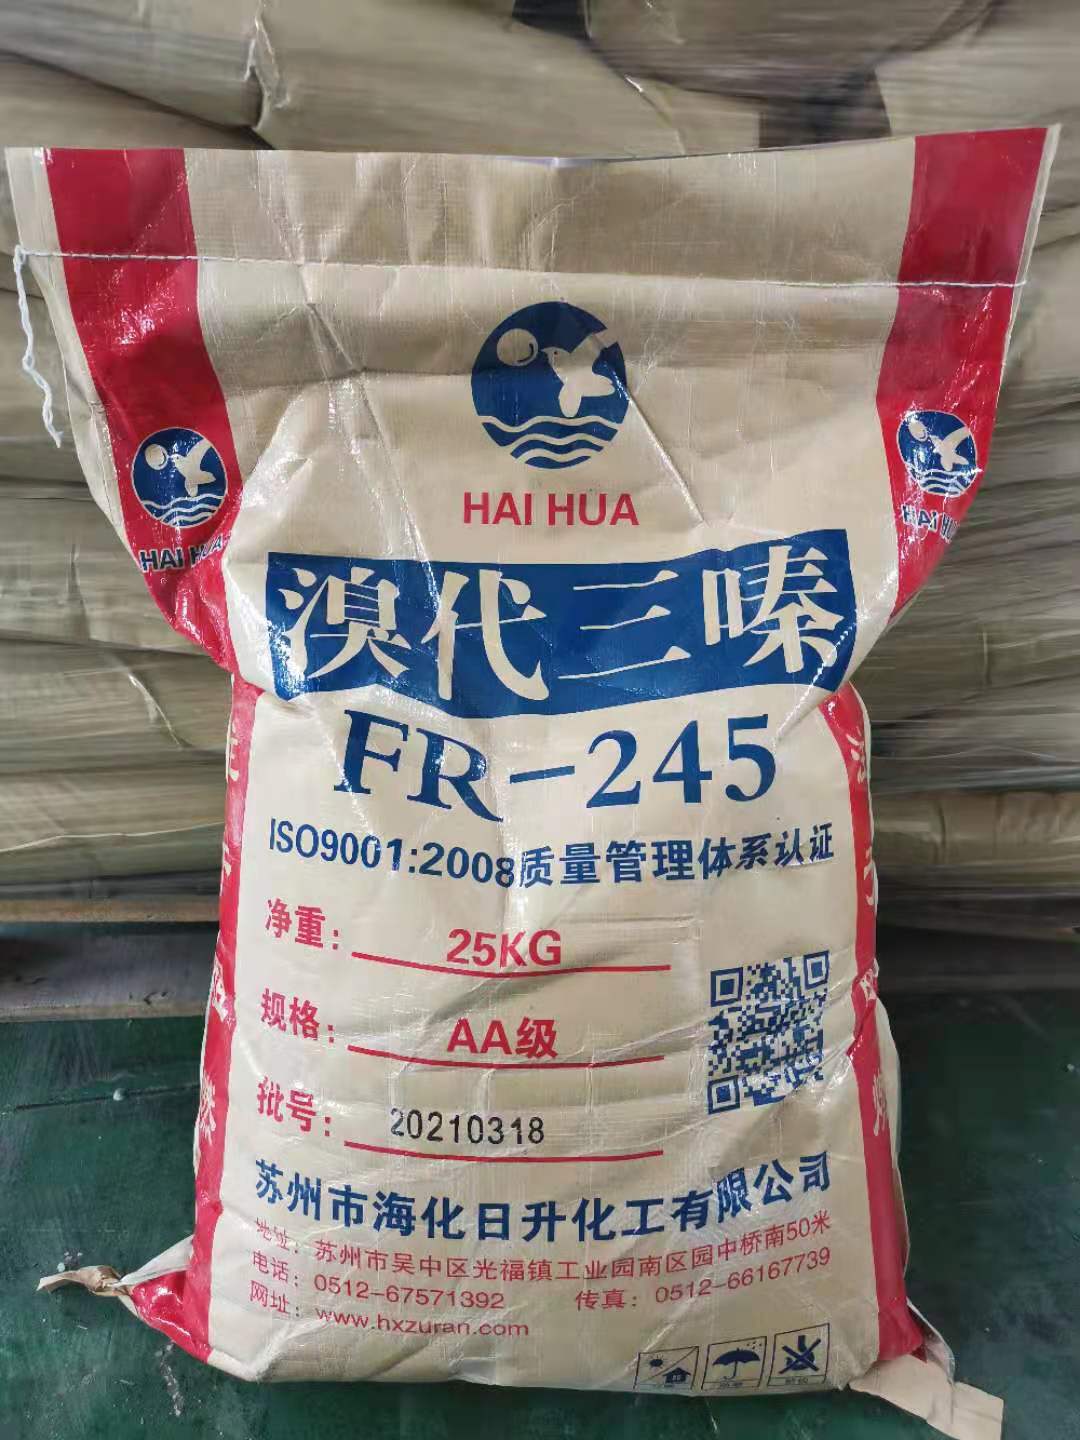 HAI HUA
HAI HUA
HAI HU
溴代三嗪
FR-245
ISO9001:2008质量管理体系认证
净重: 25KG
规格: AA级
批号: 20210318
苏州市海化日升化工有限公司
地址: 苏州市吴中区光福镇工业园南区园中桥南50米
电话: 0512-67571392 传真: 0512-66167739
网址: www.hxzuran.com